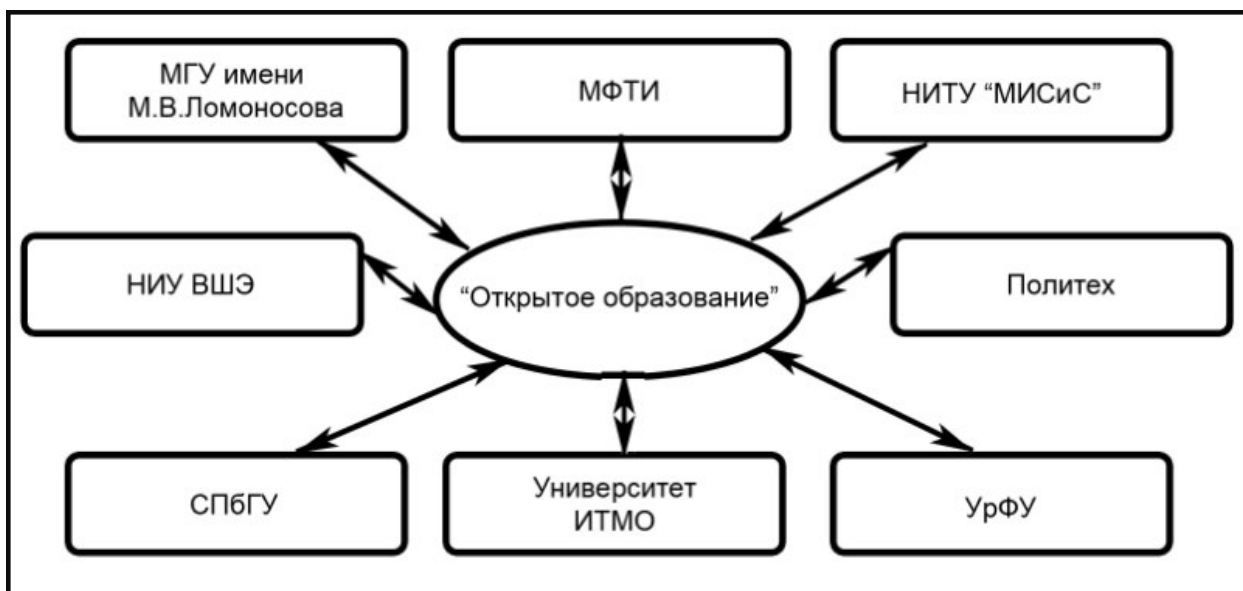 МГУ имени
М.В.Ломоносова
МФТИ
НИТУ “МИСиС”
НИУ ВШЭ
“Открытое образование”
Политех
СПбГУ
Университет
ИТМО
УрФУ